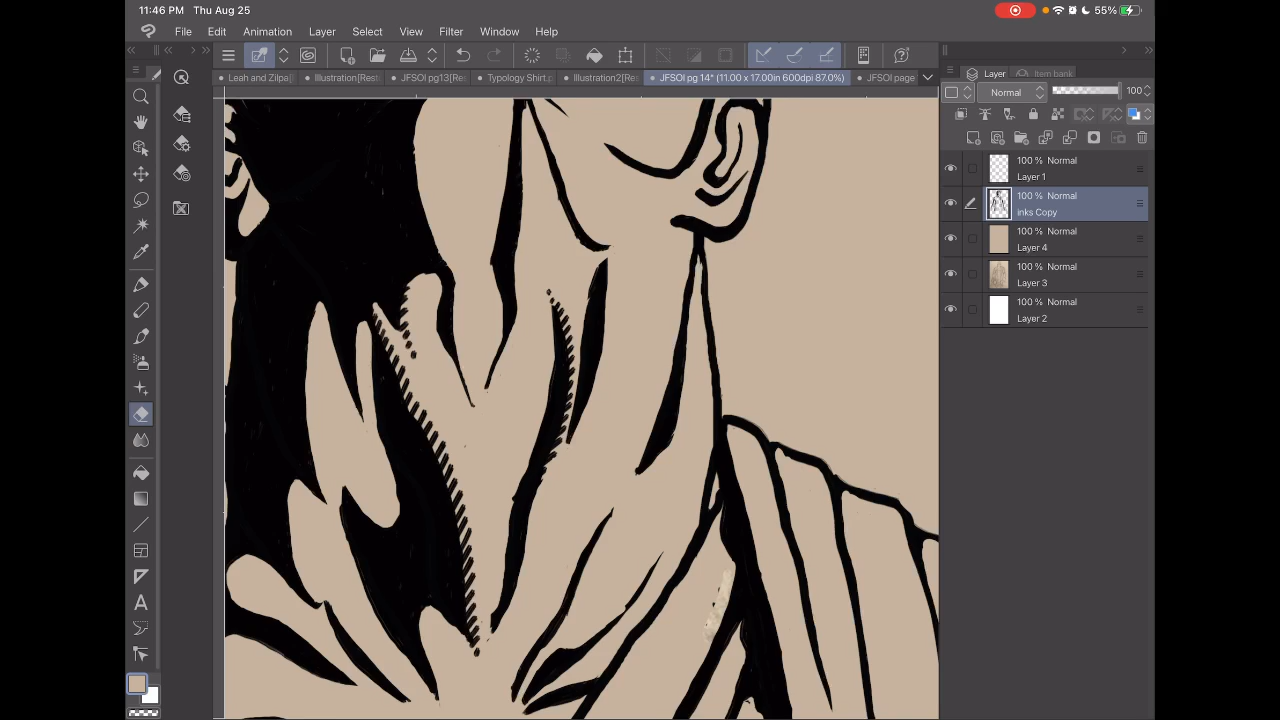 11:46 PM Thu Aug 25
55%
File Edit Animation Layer Select View Filter Window Help
Leah and Zilpa[ Illustration[Rest JFSOI pg13[Re: Typology Shirt.c Illustration2[Res JFSOI pg 14* (11.00 x 17.00in 600dpi 87.0%) JFSOI page
Layer Item bank
Normal 100
100 % Normal
Layer 1
100 % Normal
Inks Copy
100 % Normal
Layer 4
100 % Normal
Layer 3
100 % Normal
Layer 2
A